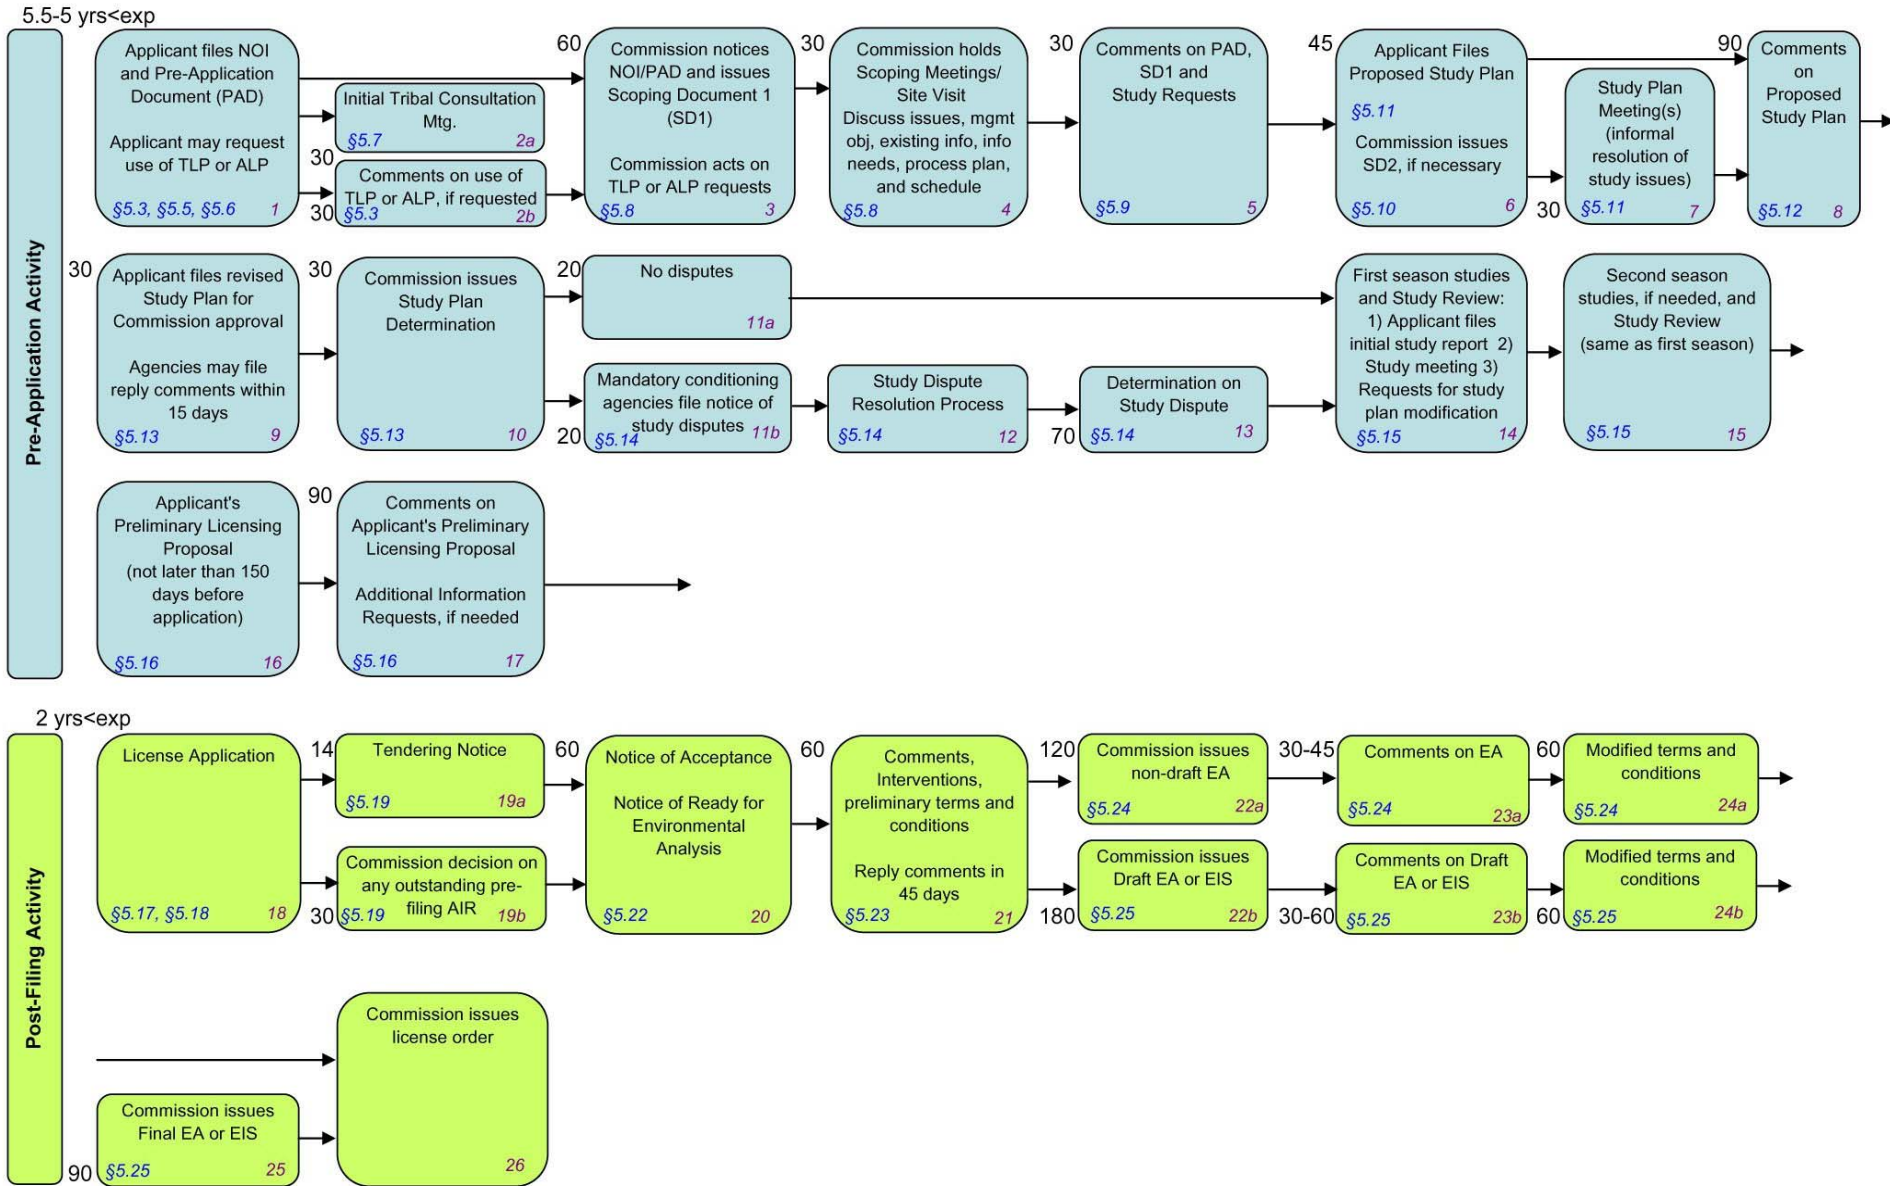 5.5-5 yrs<exp
Pre-Application Activity
Applicant files NOI
and Pre-Application
Document (PAD)
Applicant may request
use of TLP or ALP
§5.3, §5.5, §5.6
1
Initial Tribal Consultation
Mtg.
§5.7
2a
30
Comments on use of
TLP or ALP, if requested
30
§5.3
2b
60
Commission notices
NOI/PAD and issues
Scoping Document 1
(SD1)
Commission acts on
TLP or ALP requests
§5.8
3
30
Commission holds
Scoping Meetings/
Site Visit
Discuss issues, mgmt
obj, existing info, info
needs, process plan,
and schedule
§5.8
4
30
Comments on PAD,
SD1 and
Study Requests
§5.9
5
45
Applicant Files
Proposed Study Plan
§5.11
Commission issues
SD2, if necessary
§5.10
6
Study Plan
Meeting(s)
(informal
resolution of
study issues)
30
§5.11
7
90
Comments
on
Proposed
Study Plan
§5.12
8
30
Applicant files revised
Study Plan for
Commission approval
Agencies may file
reply comments within
15 days
§5.13
9
30
Commission issues
Study Plan
Determination
§5.13
10
20
No disputes
11a
Mandatory conditioning
agencies file notice of
study disputes
20
§5.14
11b
Study Dispute
Resolution Process
§5.14
12
Determination on
Study Dispute
70
§5.14
13
First season studies
and Study Review:
1) Applicant files
initial study report 2)
Study meeting 3)
Requests for study
plan modification
§5.15
14
Second season
studies, if needed, and
Study Review
(same as first season)
§5.15
15
Applicant's
Preliminary Licensing
Proposal
(not later than 150
days before
application)
§5.16
16
90
Comments on
Applicant's Preliminary
Licensing Proposal
Additional Information
Requests, if needed
§5.16
17
2 yrs<exp
Post-Filing Activity
License Application
§5.17, §5.18
18
14
Tendering Notice
§5.19
19a
Commission decision on
any outstanding pre-
filing AIR
30
§5.19
19b
60
Notice of Acceptance
Notice of Ready for
Environmental
Analysis
§5.22
20
60
Comments,
Interventions,
preliminary terms and
conditions
Reply comments in
45 days
§5.23
21
120
Commission issues
non-draft EA
§5.24
22a
Commission issues
Draft EA or EIS
180
§5.25
22b
30-45
Comments on EA
§5.24
23a
Comments on Draft
EA or EIS
30-60
§5.25
23b
60
Modified terms and
conditions
§5.24
24a
Modified terms and
conditions
60
§5.25
24b
Commission issues
Final EA or EIS
90
§5.25
25
Commission issues
license order
26